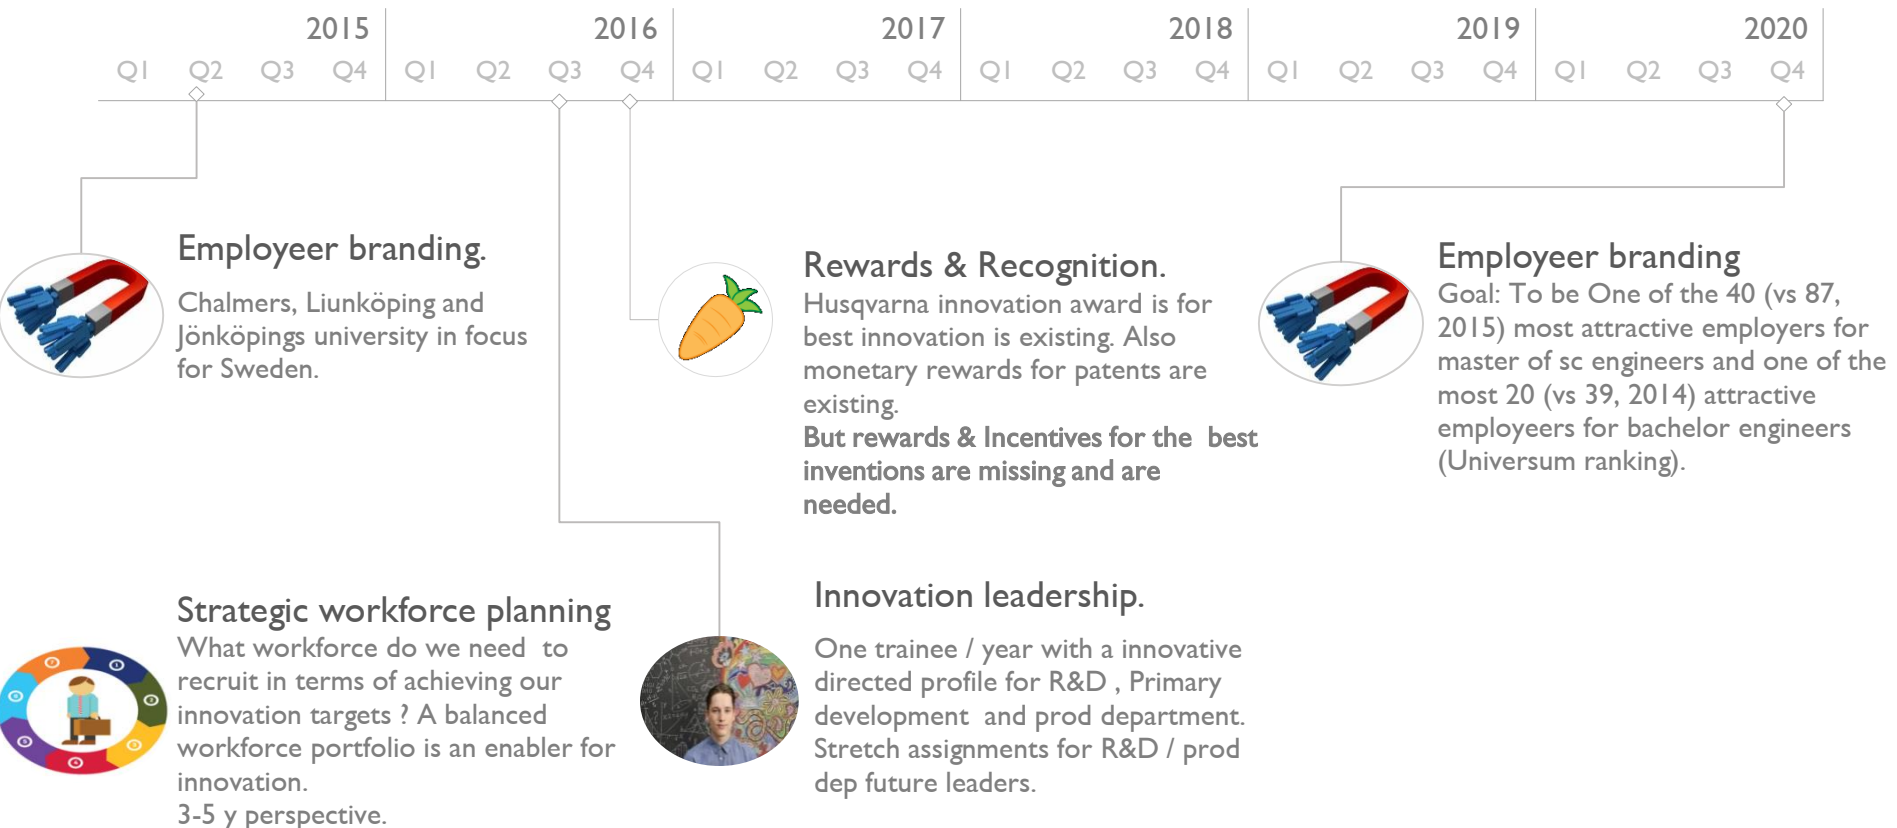 2015 2016 2017 2018 2019 2020
Q1 Q2 Q3 Q4 Q1 Q2 Q3 Q4 Q1 Q2 Q3 Q4 Q1 Q2 Q3 Q4 Q1 Q2 Q3 Q4 Q1 Q2 Q3 Q4
Employeer branding.
Chalmers, Liunköping and
Jönköpings university in focus
for Sweden.
Rewards & Recognition.
Husqvarna innovation award is for
best innovation is existing. Also
monetary rewards for patents are
existing.
But rewards & Incentives for the best
inventions are missing and are
needed.
Employeer branding
Goal: To be One of the 40 (vs 87,
2015) most attractive employers for
master of sc engineers and one of the
most 20 (vs 39, 2014) attractive
employeers for bachelor engineers
(Universum ranking).
Strategic workforce planning
What workforce do we need to
recruit in terms of achieving our
innovation targets ? A balanced
workforce portfolio is an enabler for
innovation.
3-5 y perspective.
Innovation leadership.
One trainee / year with a innovative
directed profile for R&D , Primary
development and prod department.
Stretch assignments for R&D / prod
dep future leaders.